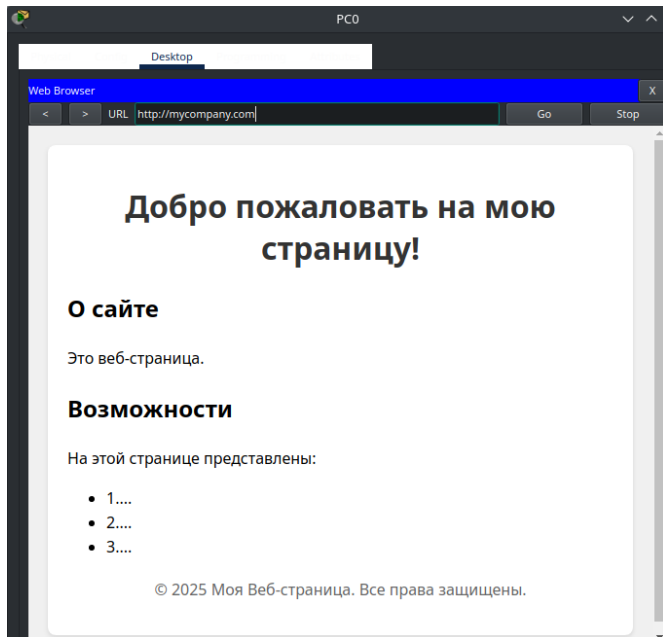 PC0
Desktop
Web Browser
X
< > URL http://mycompany.com Go Stop
Добро пожаловать на мою
страницу!
О сайте
Это веб-страница.
Возможности
На этой странице представлены:
• 1....
• 2....
• 3....
© 2025 Моя Веб-страница. Все права защищены.